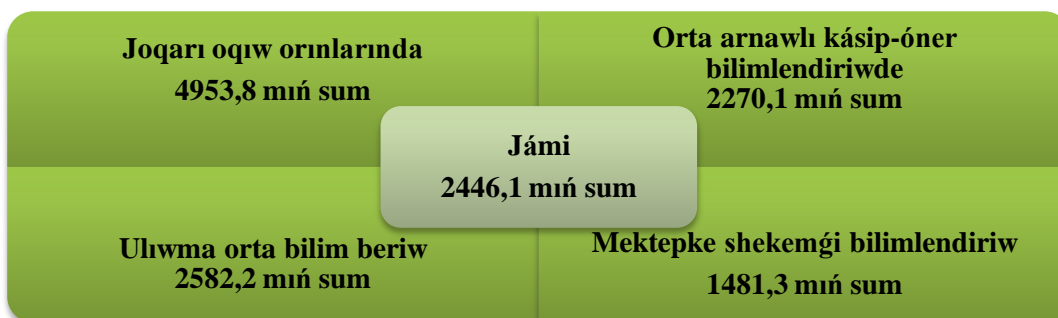 Joqarı oqıw orınlarında
4953,8 mıń sum
Orta arnawlı kásip-óner
bilimlendiriwde
2270,1 mıń sum
Jámi
2446,1 mıń sum
Ulıwma orta bilim beriw
2582,2 mıń sum
Mektepke shekemǵi bilimlendiriw
1481,3 mıń sum